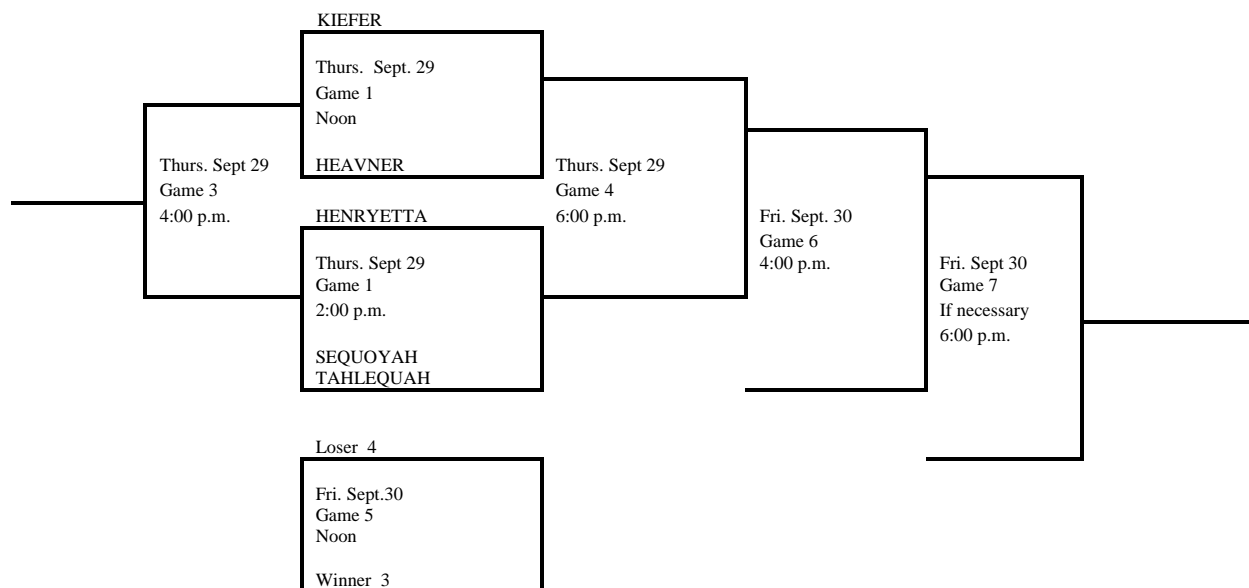 KIEFER
Thurs.  Sept. 29
Game 1
Noon
HEAVNER
Thurs. Sept 29
Game 3
4:00 p.m.
Thurs. Sept 29
Game 4
6:00 p.m.
HENRYETTA
Thurs. Sept 29
Game 1
2:00 p.m.
SEQUOYAH
TAHLEQUAH
Fri. Sept. 30
Game 6
4:00 p.m.
Fri. Sept 30
Game 7
If necessary
6:00 p.m.
Loser  4
Fri. Sept.30
Game 5
Noon
Winner  3